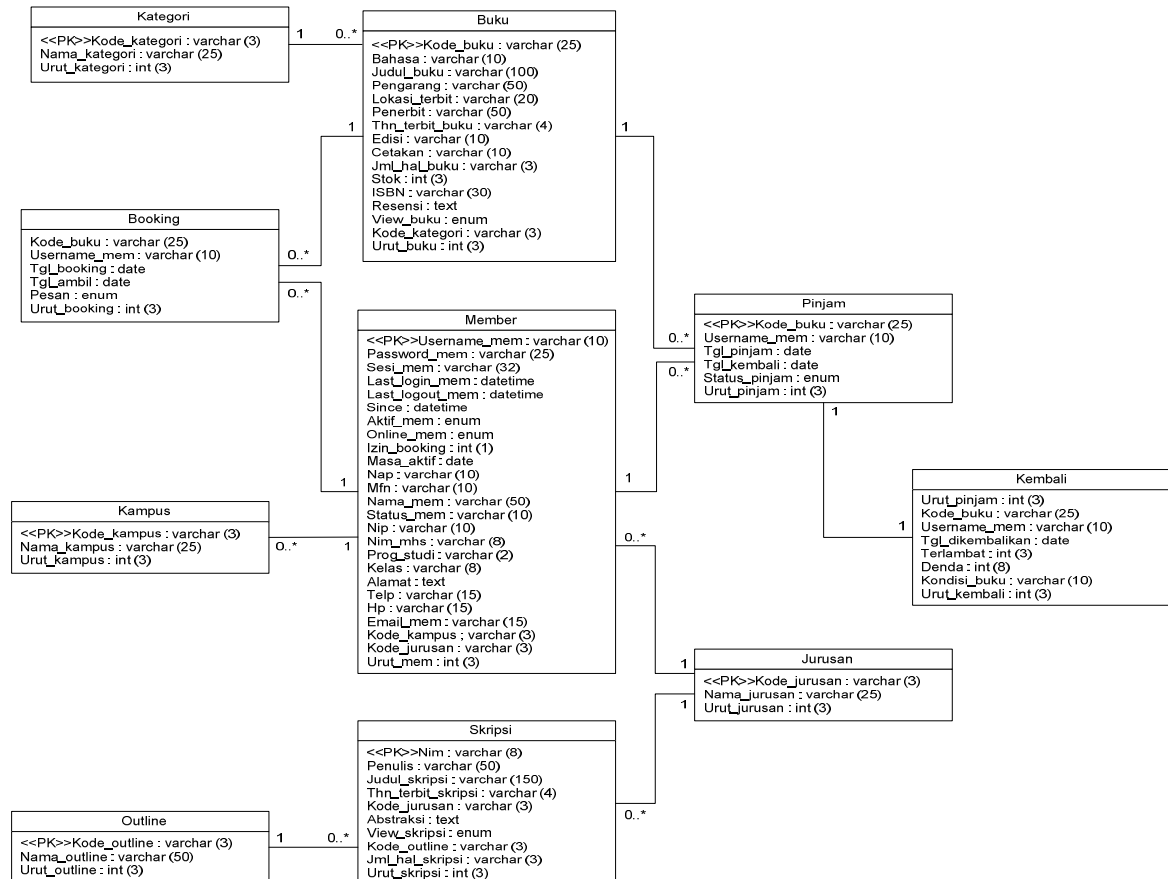 Kategori
<<PK>>Kode_kategori : varchar (3)
Nama_kategori : varchar (25)
Urut_kategori : int (3)
1
0..*
Buku
<<PK>>Kode_buku : varchar (25)
Bahasa : varchar (10)
Judul_buku : varchar (100)
Pengarang : varchar (50)
Lokasi_terbit : varchar (20)
Penerbit : varchar (50)
Thn_terbit_buku : varchar (4)
Edisi : varchar (10)
Cetakan : varchar (10)
Jml_hal_buku : varchar (3)
Stok : int (3)
ISBN : varchar (30)
Resensi : text
View_buku : enum
Kode_kategori : varchar (3)
Urut_buku : int (3)
1
1
Booking
Kode_buku : varchar (25)
Username_mem : varchar (10)
Tgl_booking : date
Tgl_ambil : date
Pesan : enum
Urut_booking : int (3)
0..*
0..*
Member
<<PK>>Username_mem : varchar (10)
Password_mem : varchar (25)
Sesi_mem : varchar (32)
Last_login_mem : datetime
Last_logout_mem : datetime
Since : datetime
Aktif_mem : enum
Online_mem : enum
Izin_booking : int (1)
Masa_aktif : date
Nap : varchar (10)
Mfn : varchar (10)
Nama_mem : varchar (50)
Status_mem : varchar (10)
Nip : varchar (10)
Nim_mhs : varchar (8)
Prog_studi : varchar (2)
Kelas : varchar (8)
Alamat : text
Telp : varchar (15)
Hp : varchar (15)
Email_mem : varchar (15)
Kode_kampus ; varchar (3)
Kode_jurusan : varchar (3)
Urut_mem : int (3)
1
1
0..*
Pinjam
<<PK>>Kode_buku : varchar (25)
Username_mem : varchar (10)
Tgl_pinjam : date
Tgl_kembali : date
Status_pinjam : enum
Urut_pinjam : int (3)
0..*
0..*
1
Kembali
Urut_pinjam : int (3)
Kode_buku : varchar (25)
Username_mem : varchar (10)
Tgl_dikembalikan : date
Terlambat : int (3)
Denda : int (8)
Kondisi_buku : varchar (10)
Urut_kembali : int (3)
1
Kampus
<<PK>>Kode_kampus : varchar (3)
Nama_kampus : varchar (25)
Urut_kampus : int (3)
0..*
1
Jurusan
<<PK>>Kode_jurusan : varchar (3)
Nama_jurusan : varchar (25)
Urut_jurusan : int (3)
1
1
Skripsi
<<PK>>Nim : varchar (8)
Penulis : varchar (50)
Judul_skripsi : varchar (150)
Thn_terbit_skripsi : varchar (4)
Kode_jurusan : varchar (3)
Abstraksi : text
View_skripsi : enum
Kode_outline : varchar (3)
Jml_hal_skripsi : varchar (3)
Urut_skripsi : int (3)
0..*
Outline
<<PK>>Kode_outline : varchar (3)
Nama_outline : varchar (50)
Urut_outline : int (3)
1
0..*